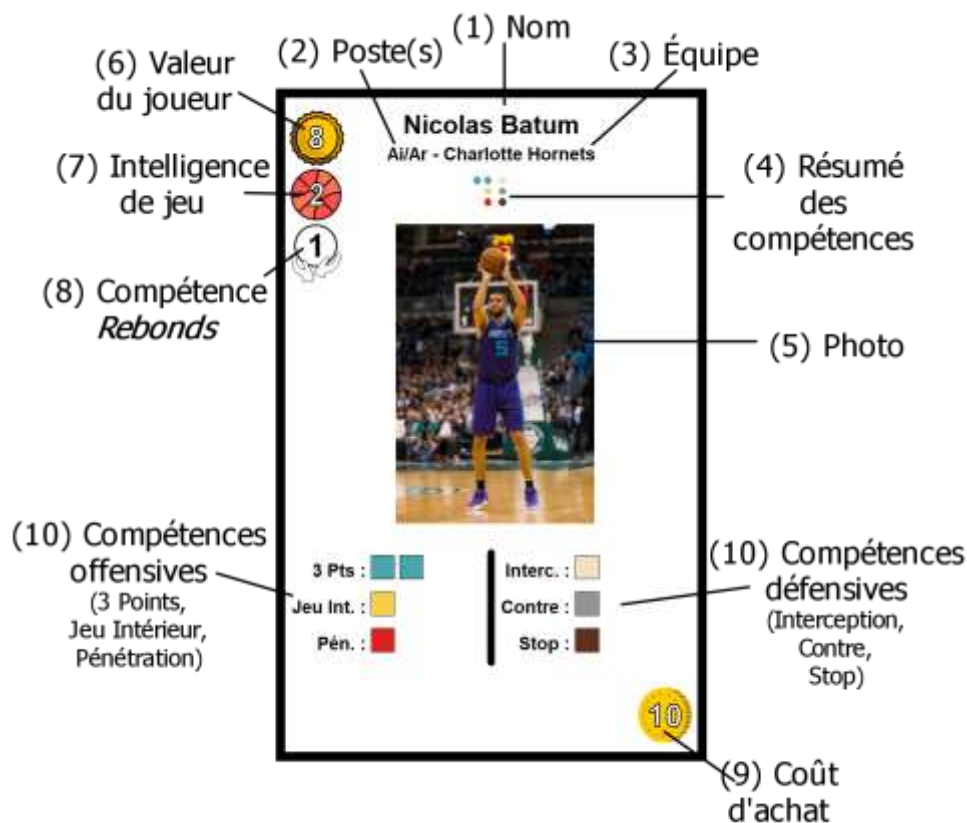 (1) Nom
(2) Poste(s)
(3) Équipe
(6) Valeur
du joueur
8
Nicolas Batum
Ai/Ar - Charlotte Hornets
(7) Intelligence
de jeu
2
(4) Résumé
des
compétences
1
(8) Compétence
Rebonds
5
(5) Photo
(10) Compétences
offensives
(3 Points,
Jeu Intérieur,
Pénétration)
3 Pts :
Jeu Int. :
Pén. :
Interc. :
Contre :
Stop :
(10) Compétences
défensives
(Interception,
Contre,
Stop)
10
(9) Coût
d'achat